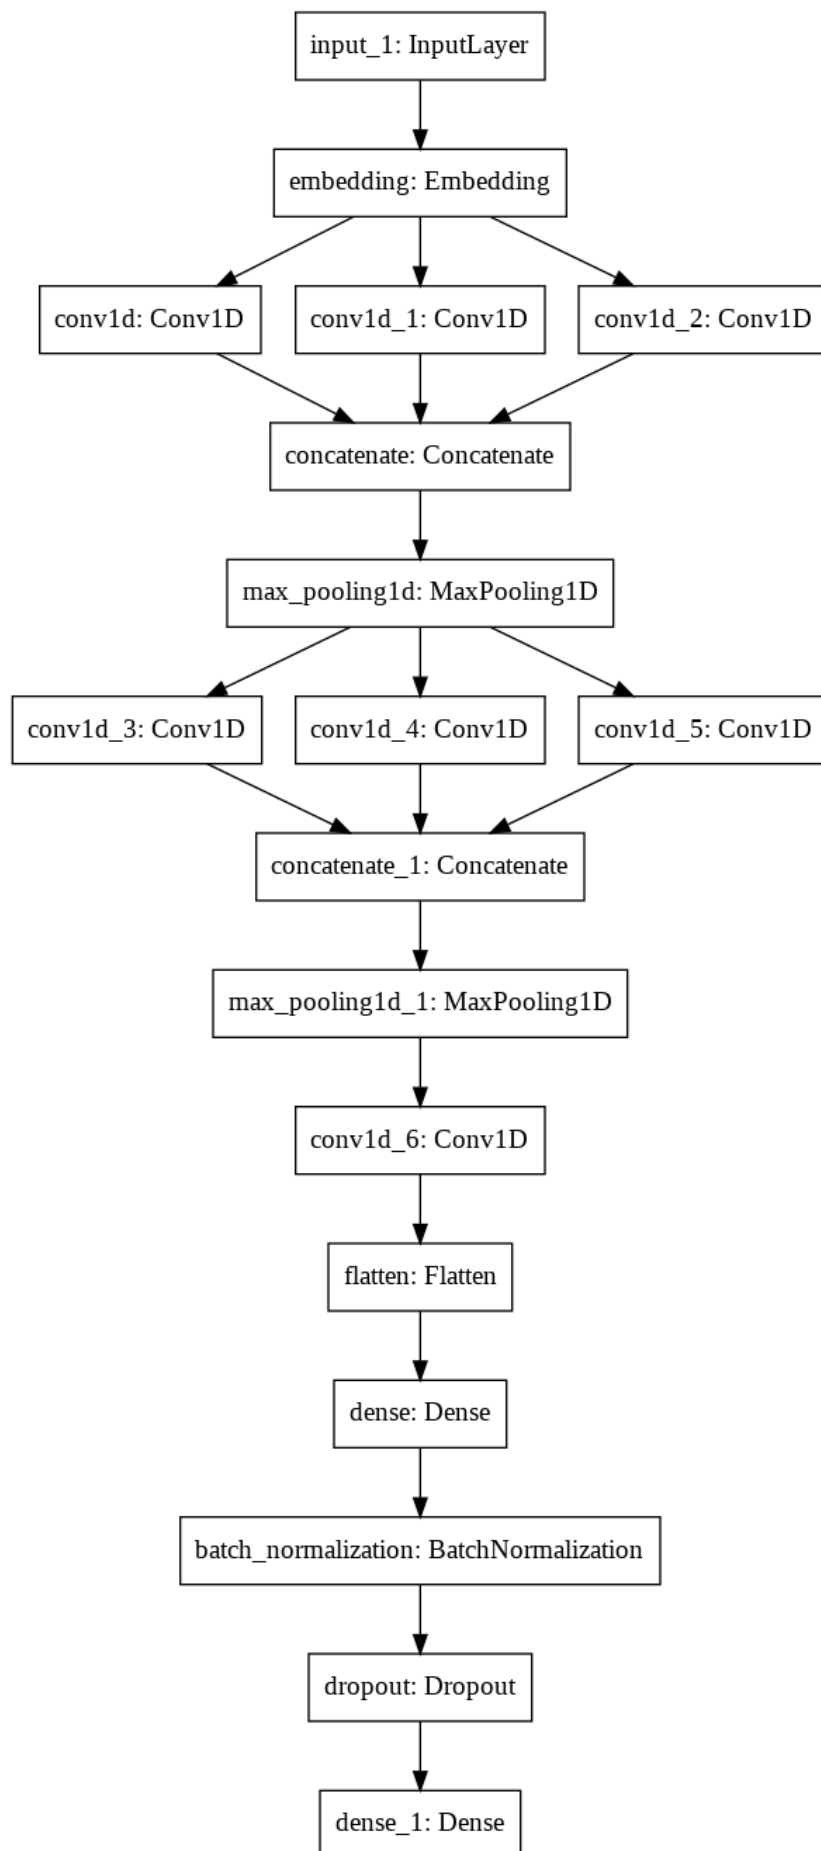 input_1: InputLayer
embedding: Embedding
conv1d: Conv1D
conv1d_1: Conv1D
conv1d_2: Conv1D
concatenate: Concatenate
max_pooling1d: MaxPooling1D
conv1d_3: Conv1D
conv1d_4: Conv1D
conv1d_5: Conv1D
concatenate_1: Concatenate
max_pooling1d_1: MaxPooling1D
conv1d_6: Conv1D
flatten: Flatten
dense: Dense
batch_normalization: BatchNormalization
dropout: Dropout
dense_1: Dense